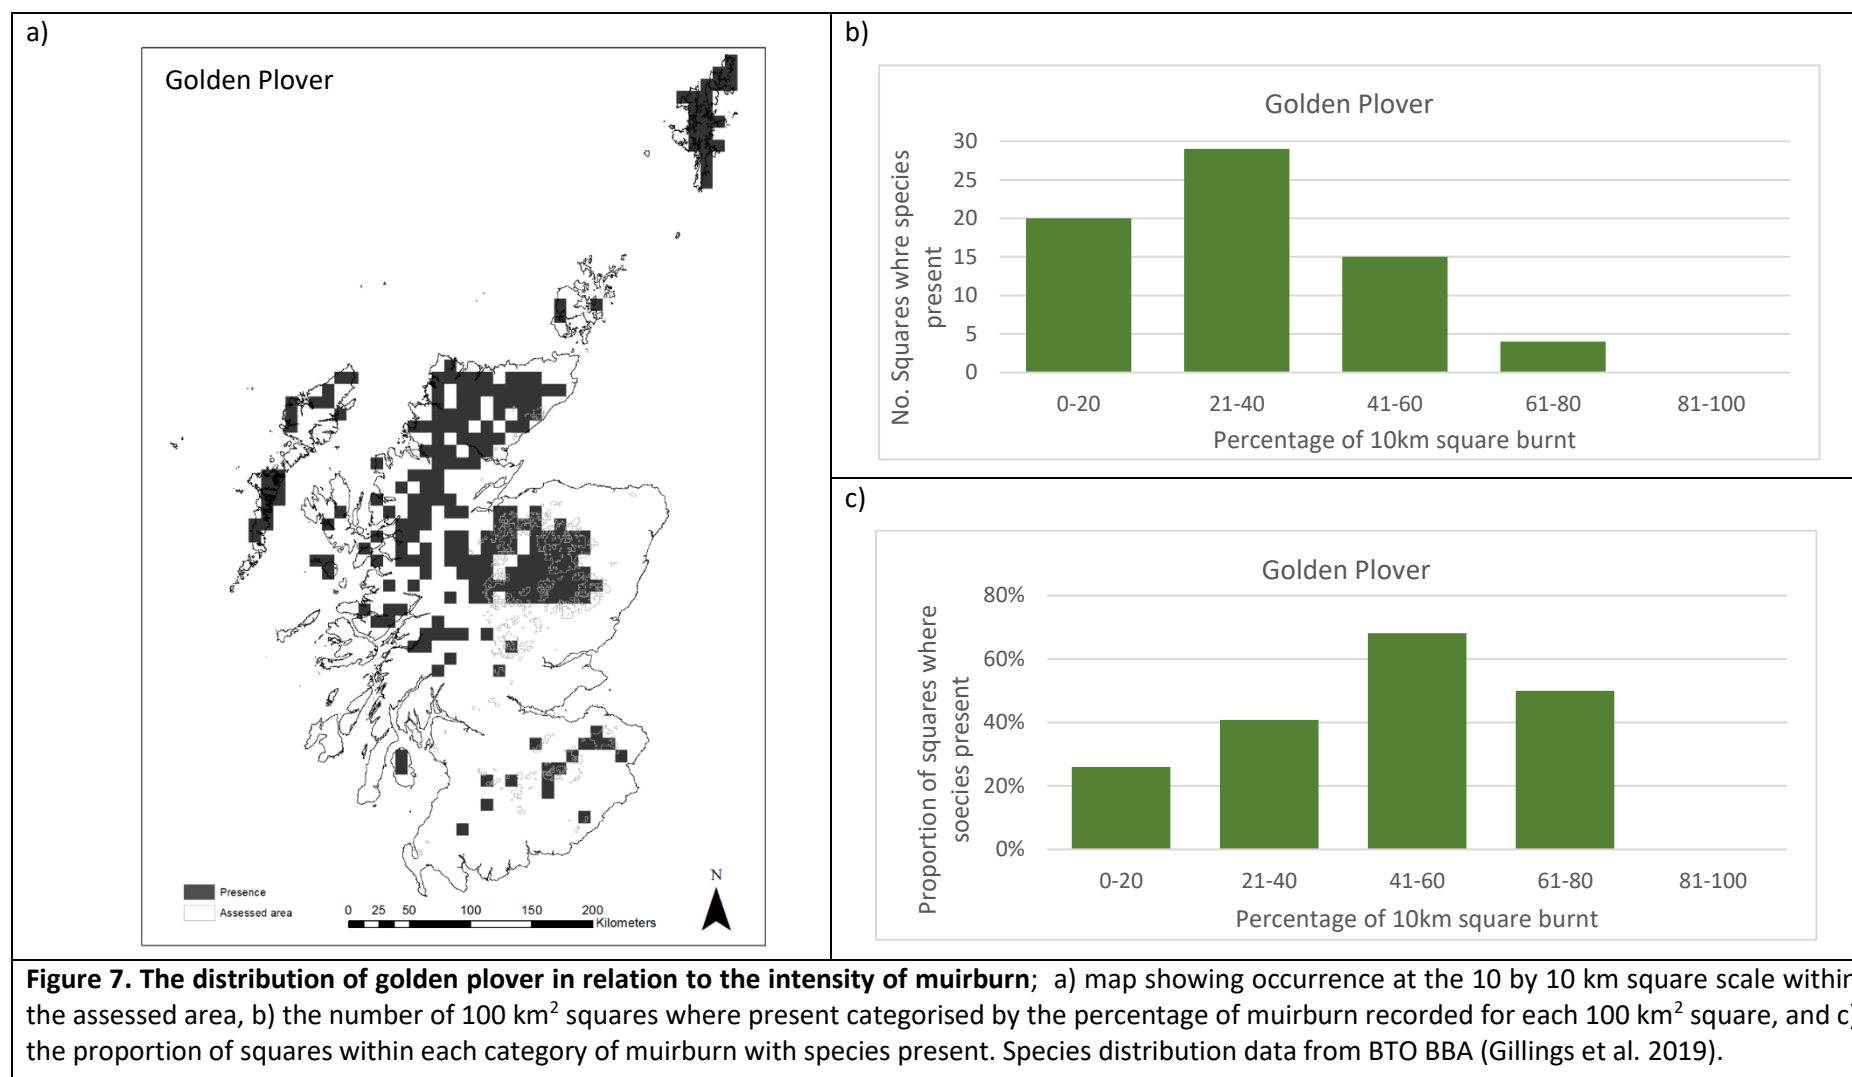 a)
Golden Plover
N
Presence
Assessed area
0 25 50 100 150 200
Kilometers
b)
Golden Plover
No. Squares whre species
present
30
25
20
15
10
5
0
0-20 21-40 41-60 61-80 81-100
Percentage of 10km square burnt
c)
Golden Plover
Proportion of squares where
soecies present
80%
60%
40%
20%
0%
0-20 21-40 41-60 61-80 81-100
Percentage of 10km square burnt
Figure 7. The distribution of golden plover in relation to the intensity of muirburn; a) map showing occurrence at the 10 by 10 km square scale within
the assessed area, b) the number of 100 km² squares where present categorised by the percentage of muirburn recorded for each 100 km² square, and c)
the proportion of squares within each category of muirburn with species present. Species distribution data from BTO BBA (Gillings et al. 2019).